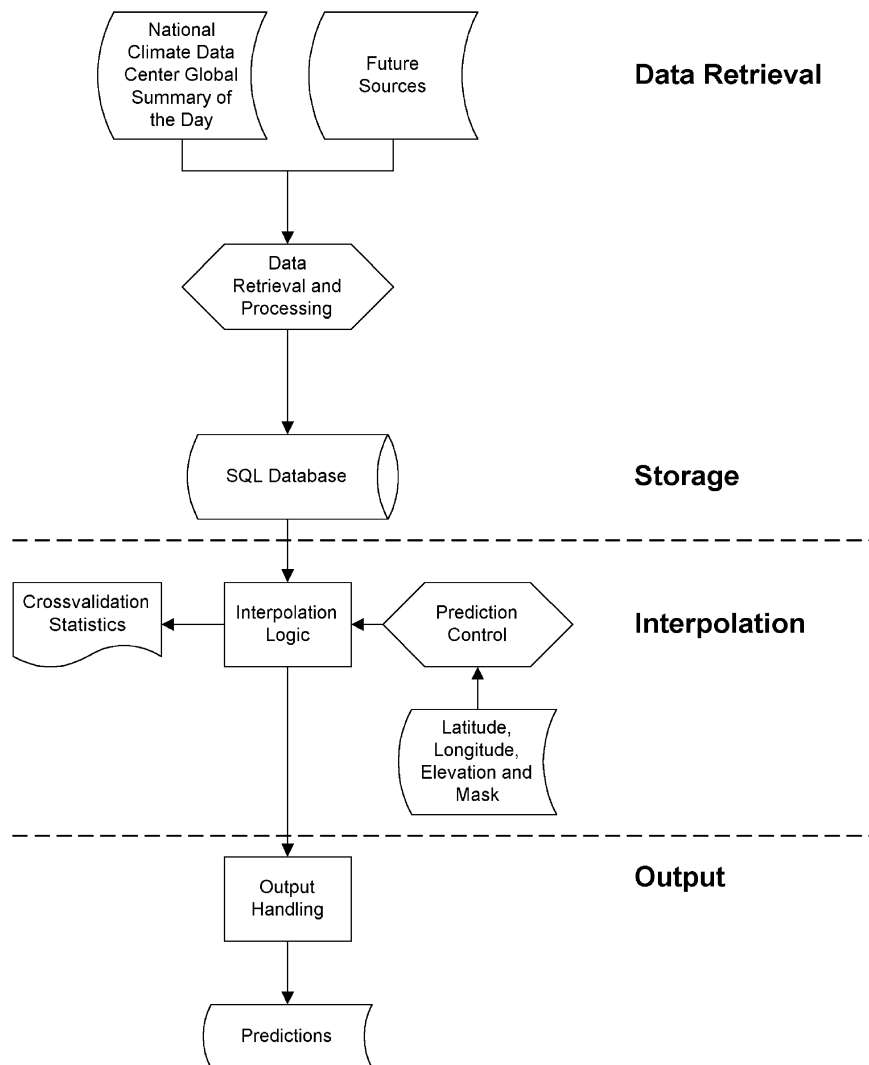 National
Climate Data
Center Global
Summary of
the Day
Future
Sources
Data Retrieval
Data
Retrieval and
Processing
SQL Database
Storage
Crossvalidation
Statistics
Interpolation
Logic
Prediction
Control
Interpolation
Latitude,
Longitude,
Elevation and
Mask
Output
Handling
Output
Predictions